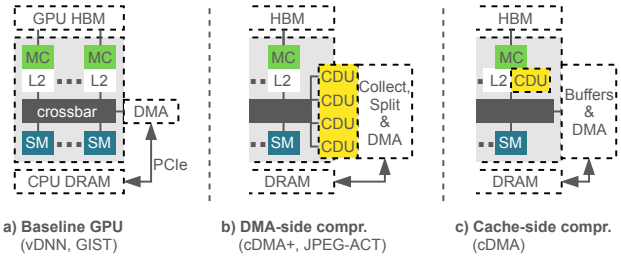 GPU HBM
MC MC
L2 L2
crossbar
DMA
SM SM
PCIe
CPU DRAM
a) Baseline GPU
(vDNN, GIST)
HBM
MC
L2
CDU
CDU
CDU
CDU
Collect,
Split
&
DMA
SM
DRAM
b) DMA-side compr.
(cDMA+, JPEG-ACT)
HBM
MC
L2 CDU
Buffers
&
DMA
SM
DRAM
c) Cache-side compr.
(cDMA)